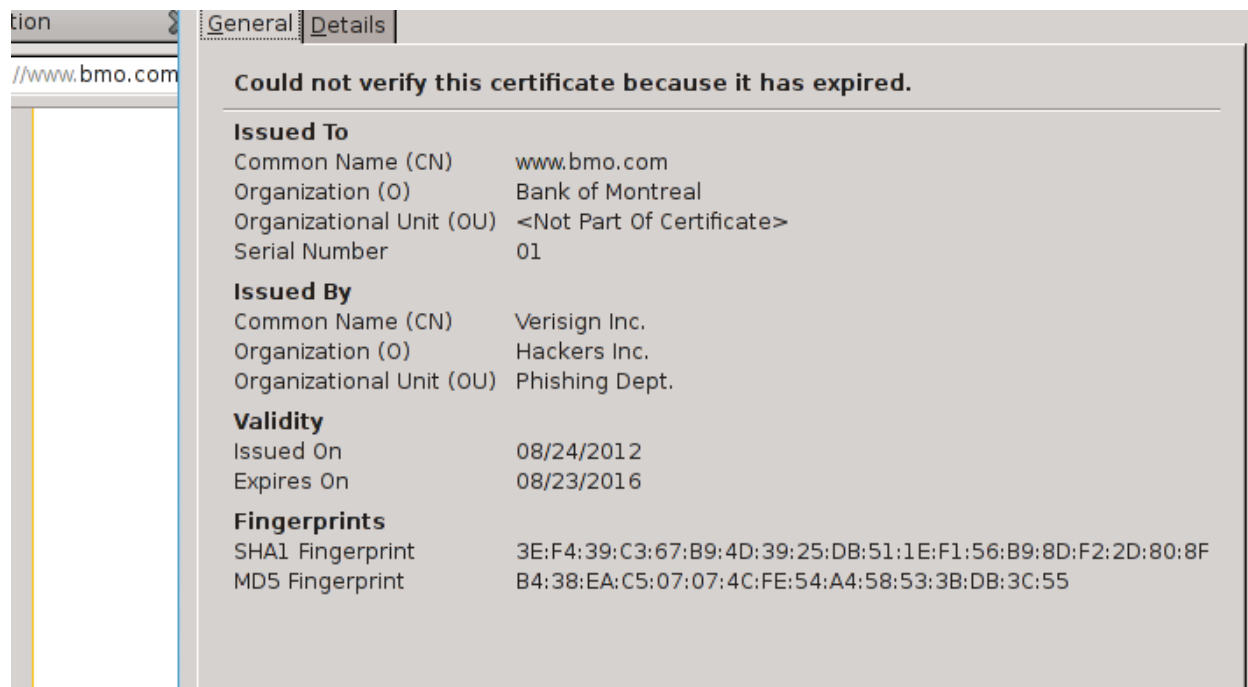 tion
General Details
//www.bmo.com
Could not verify this certificate because it has expired.
Issued To
Common Name (CN) www.bmo.com
Organization (O) Bank of Montreal
Organizational Unit (OU) <Not Part Of Certificate>
Serial Number 01
Issued By
Common Name (CN) Verisign Inc.
Organization (O) Hackers Inc.
Organizational Unit (OU) Phishing Dept.
Validity
Issued On 08/24/2012
Expires On 08/23/2016
Fingerprints
SHA1 Fingerprint 3E:F4:39:C3:67:B9:4D:39:25:DB:51:1E:F1:56:B9:8D:F2:2D:80:8F
MD5 Fingerprint B4:38:EA:C5:07:07:4C:FE:54:A4:58:53:3B:DB:3C:55